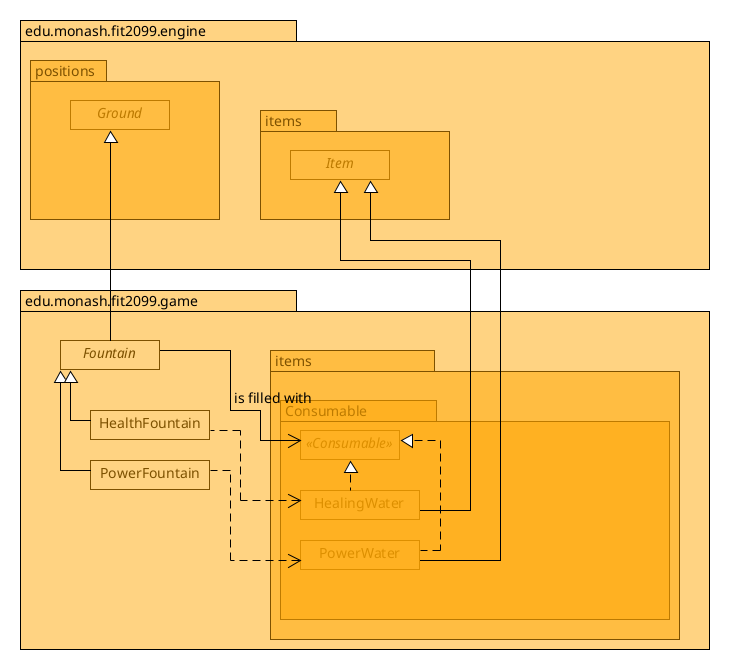 edu.monash.fit2099.engine
positions
Ground
items
Item
edu.monash.fit2099.game
Fountain
items
is filled with
Consumable
HealthFountain
«Consumable»
PowerFountain
HealingWater
PowerWater